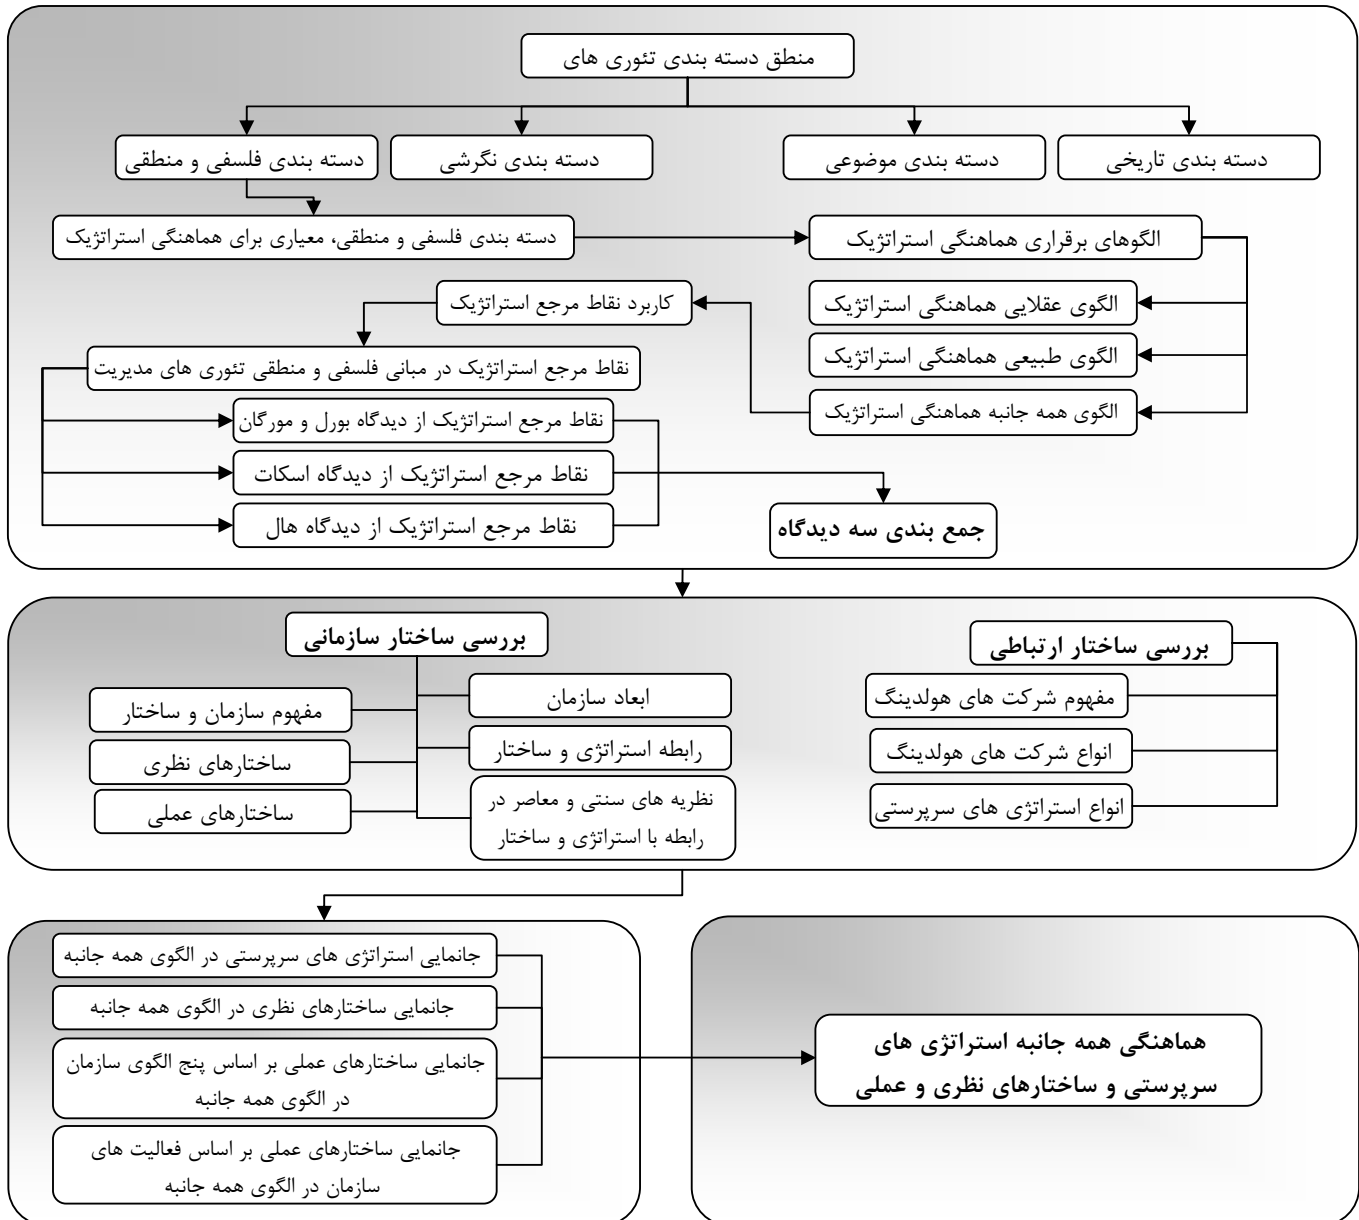 منطق دسته بندی تئوری های
دسته بندی تاریخی
دسته بندی موضوعی
دسته بندی نگرشی
دسته بندی فلسفی و منطقی
دسته بندی فلسفی و منطقی، معیاری برای هماهنگی استراتژیک
الگوهای برقراری هماهنگی استراتژیک
الگوی عقلایی هماهنگی استراتژیک
الگوی طبیعی هماهنگی استراتژیک
الگوی همه جانبه هماهنگی استراتژیک
کاربرد نقاط مرجع استراتژیک
نقاط مرجع استراتژیک در مبانی فلسفی و منطقی تئوری های مدیریت
نقاط مرجع استراتژیک از دیدگاه بورل و مورگان
نقاط مرجع استراتژیک از دیدگاه اسکات
نقاط مرجع استراتژیک از دیدگاه هال
جمع بندی سه دیدگاه
بررسی ساختار ارتباطی
مفهوم شرکت های هولدینگ
انواع شرکت های هولدینگ
انواع استراتژی های سرپرستی
بررسی ساختار سازمانی
ابعاد سازمان
رابطه استراتژی و ساختار
نظریه های سنتی و معاصر در
رابطه با استراتژی و ساختار
مفهوم سازمان و ساختار
ساختارهای نظری
ساختارهای عملی
جانمایی استراتژی های سرپرستی در الگوی همه جانبه
جانمایی ساختارهای نظری در الگوی همه جانبه
جانمایی ساختارهای عملی بر اساس پنج الگوی سازمان
در الگوی همه جانبه
جانمایی ساختارهای عملی بر اساس فعالیت های
سازمان در الگوی همه جانبه
هماهنگی همه جانبه استراتژی های
سرپرستی و ساختارهای نظری و عملی